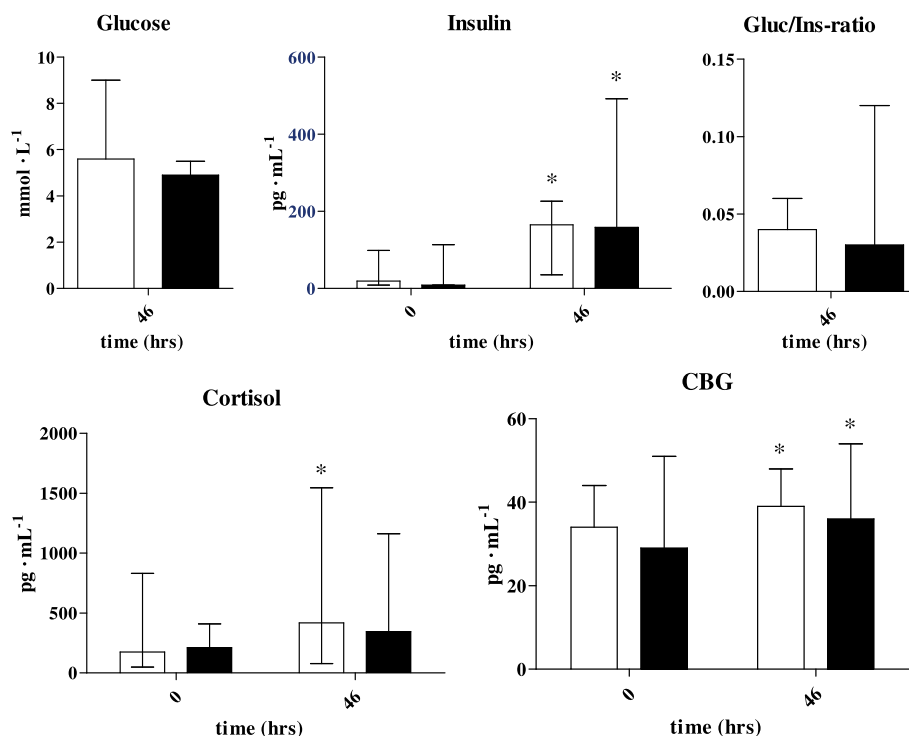 Glucose
mmol · L-1
10
8
6
4
2
0
46
time (hrs)
Insulin
pg · mL-1
600
400
200
0
*
*
0
46
time (hrs)
Gluc/Ins-ratio
0.15
0.10
0.05
0.00
46
time (hrs)
Cortisol
pg · mL-1
2000
1500
1000
500
0
*
0
46
time (hrs)
CBG
pg · mL-1
60
40
20
0
*
*
0
46
time (hrs)